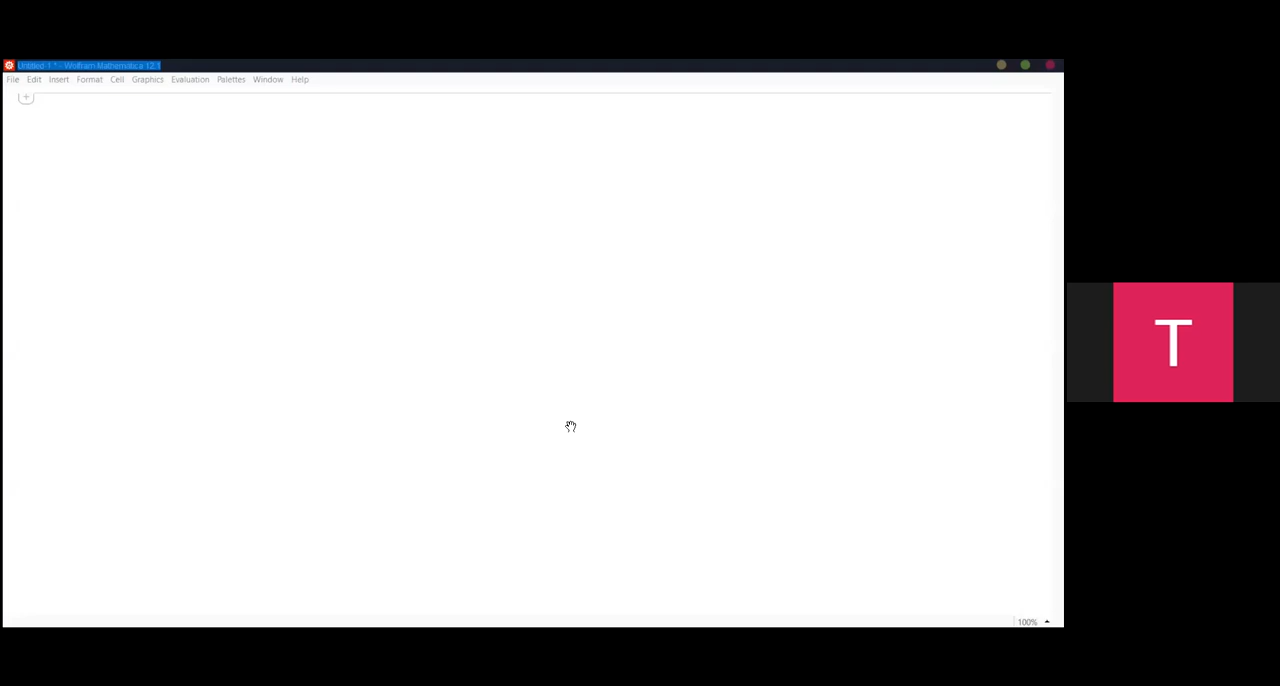 Untitled 1 * - Wolfram Mathematica 12.1
File Edit Insert Format Cell Graphics Evaluation Palettes Window Help
+
T
100%